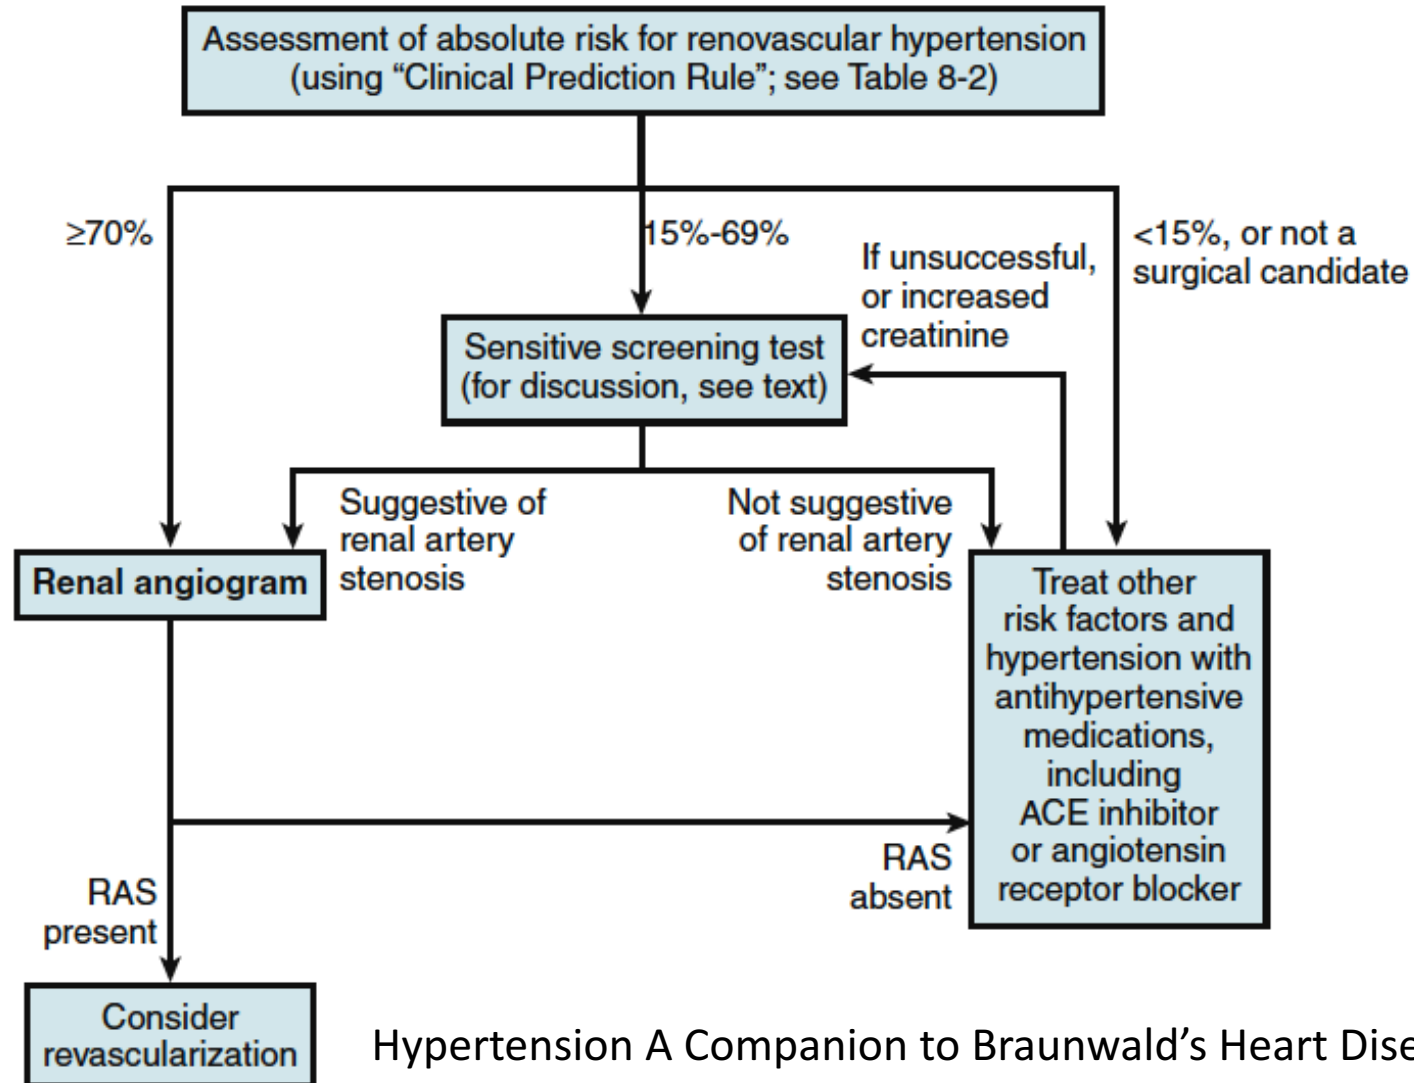 Assessment of absolute risk for renovascular hypertension
(using “Clinical Prediction Rule”; see Table 8-2)
≥70%
15%-69%
<15%, or not a
surgical candidate
If unsuccessful,
or increased
creatinine
Sensitive screening test
(for discussion, see text)
Suggestive of
renal artery
stenosis
Not suggestive
of renal artery
stenosis
Renal angiogram
Treat other
risk factors and
hypertension with
antihypertensive
medications,
including
ACE inhibitor
or angiotensin
receptor blocker
RAS
absent
RAS
present
Consider
revascularization
Hypertension A Companion to Braunwald’s Heart Dise